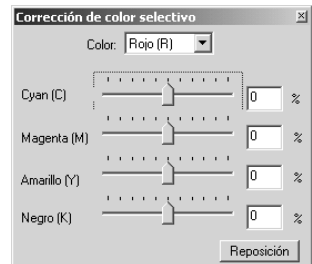 Corrección de color selectivo
Color: Rojo (R)
Cyan (C) 0 %
Magenta (M) 0 %
Amarillo (Y) 0 %
Negro (K) 0 %
Reposición